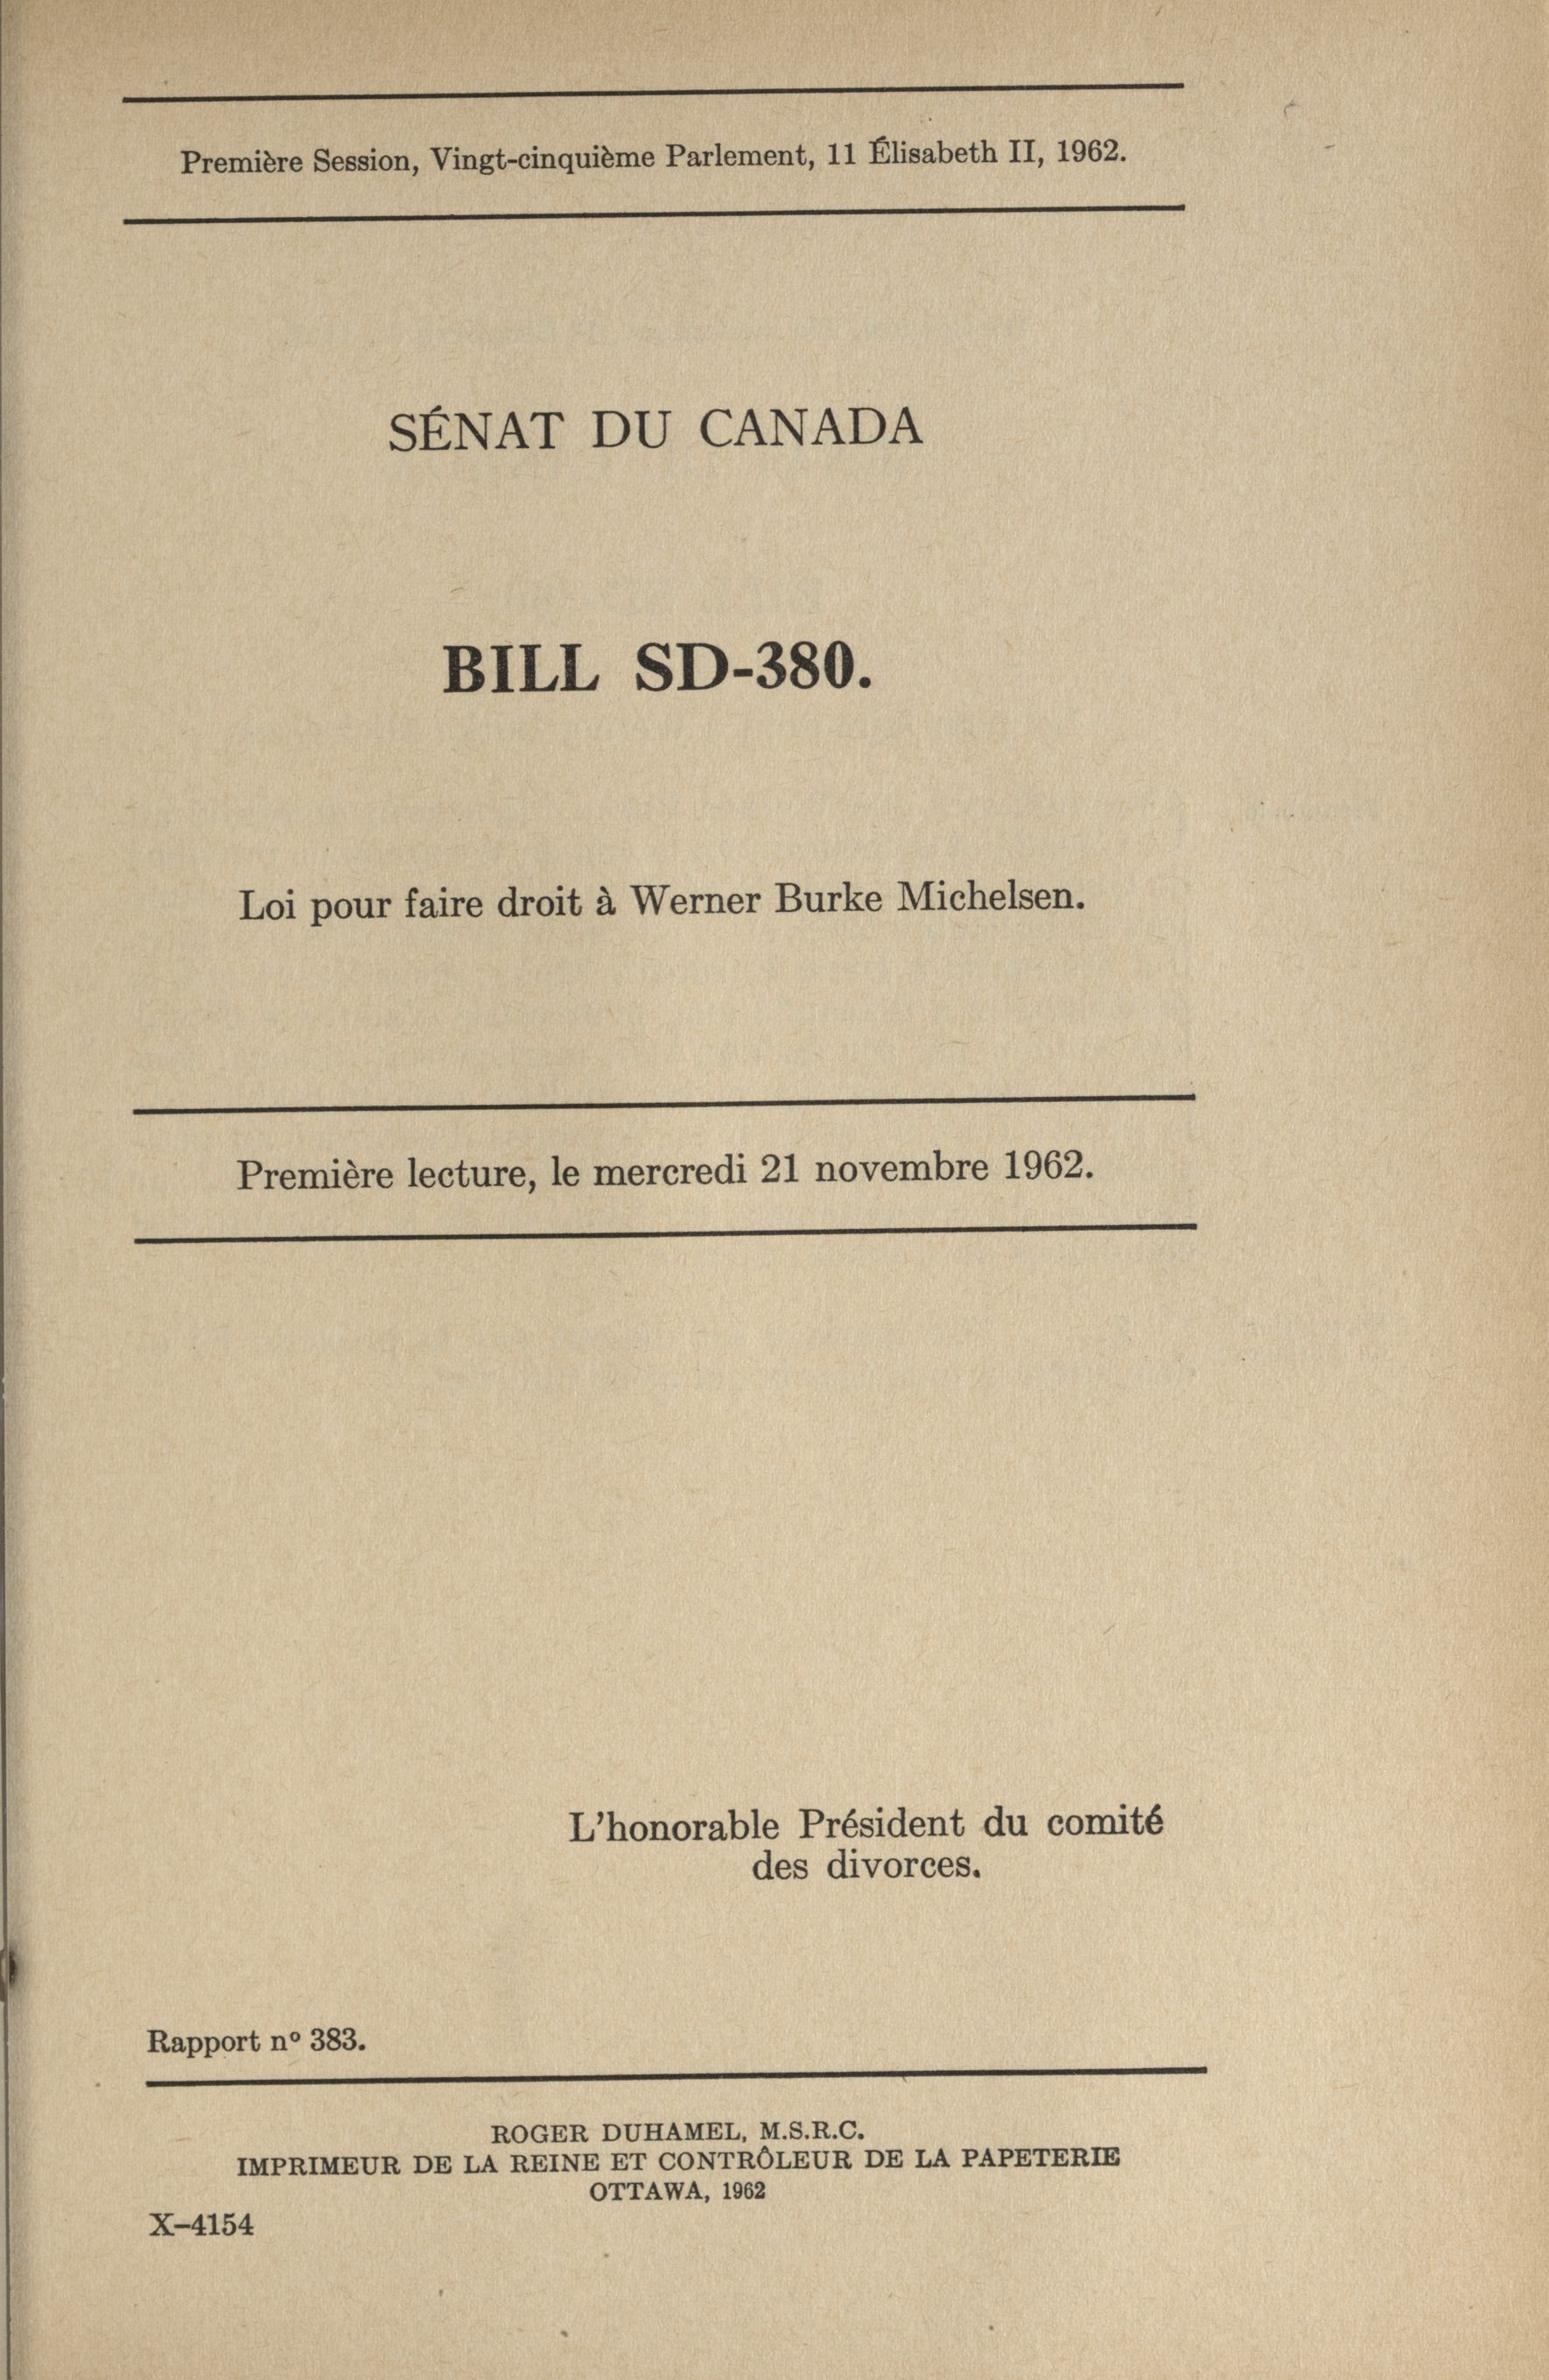 Première Session, Vingt-cinquième Parlement, 11 Élisabeth II, 1962.
SÉNAT DU CANADA
BILL SD-380.
Loi pour faire droit à Werner Burke Michelsen.
Première lecture, le mercredi 21 novembre 1962.
L'honorable Président du comité
des divorces.
Rapport nº 383.
ROGER DUHAMEL, M.S.R.C.
IMPRIMEUR DE LA REINE ET CONTRÔLEUR DE LA PAPETERIE
OTTAWA, 1962
X–4154